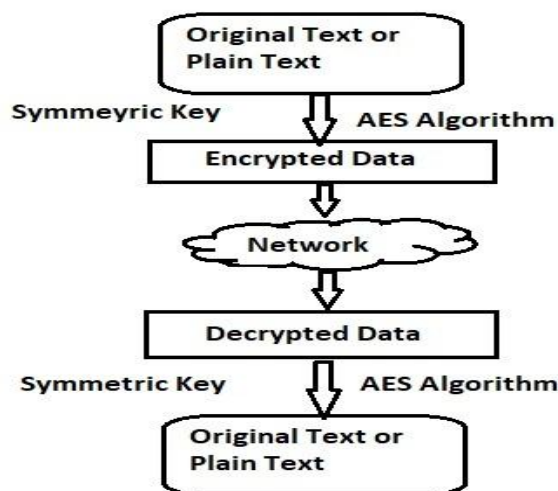 Original Text or
Plain Text
Symmeyric Key
AES Algorithm
Encrypted Data
Network
Decrypted Data
Symmetric Key
AES Algorithm
Original Text or
Plain Text